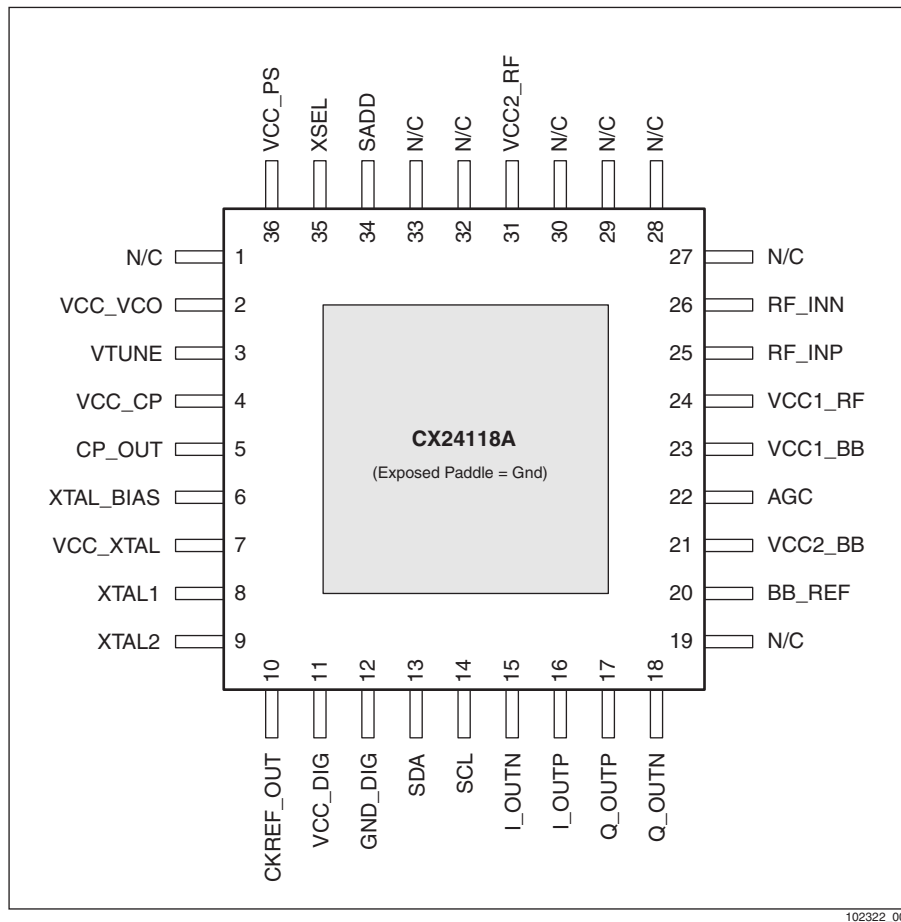 VCC_PS
XSEL
SADD
N/C
N/C
VCC2_RF
N/C
N/C
N/C
36
35
34
33
32
31
30
29
28
N/C 1
VCC_VCO 2
VTUNE 3
VCC_CP 4
CP_OUT 5
XTAL_BIAS 6
VCC_XTAL 7
XTAL1 8
XTAL2 9
CX24118A
(Exposed Paddle = Gnd)
27 N/C
26 RF_INN
25 RF_INP
24 VCC1_RF
23 VCC1_BB
22 AGC
21 VCC2_BB
20 BB_REF
19 N/C
10
11
12
13
14
15
16
17
18
CKREF_OUT
VCC_DIG
GND_DIG
SDA
SCL
I_OUTN
I_OUTP
Q_OUTP
Q_OUTN